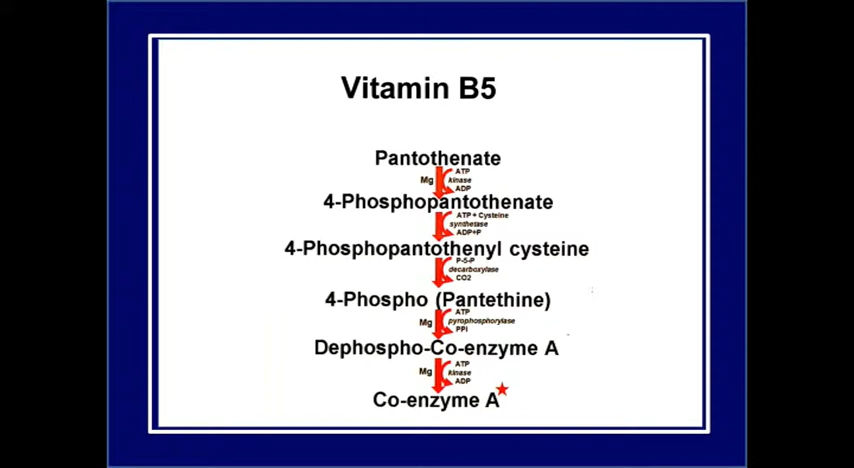 Vitamin B5
Pantothenate
ATP
Mg kinase
ADP
4-Phosphopantothenate
ATP + Cysteine
synthetase
ADP+P
4-Phosphopantothenyl cysteine
P-5-P
decarboxylase
CO2
4-Phospho (Pantethine)
ATP
Mg pyrophosphorylase
PPi
Dephospho-Co-enzyme A
ATP
Mg kinase
ADP
Co-enzyme A